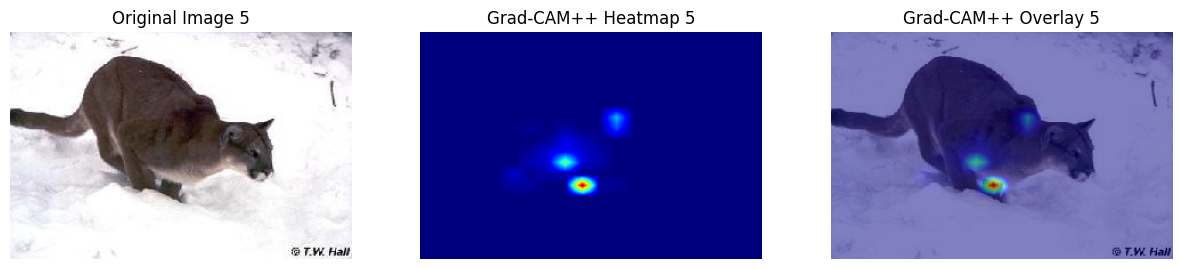 Original Image 5
Grad-CAM++ Heatmap 5
Grad-CAM++ Overlay 5
© T.W. Hall
© T.W. Hall